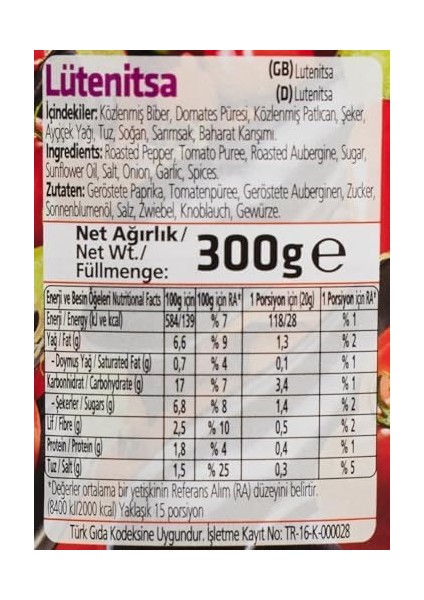 Lütenitsa
(GB) Lutenitsa
(D) Lutenitsa
İçindekiler: Közlenmiş Biber, Domates Püresi, Közlenmiş Patlıcan, Şeker,
Ayçiçek Yağı, Tuz, Soğan, Sarımsak, Baharat Karışımı.
Ingredients: Roasted Pepper, Tomato Puree, Roasted Aubergine, Sugar,
Sunflower Oil, Salt, Onion, Garlic, Spices.
Zutaten: Geröstete Paprika, Tomatenpüree, Geröstete Auberginen, Zucker,
Sonnenblumenöl, Salz, Zwiebel, Knoblauch, Gewürze.
Net Ağırlık /
Net Wt./
Füllmenge:
300g e
Enerji ve Besin Öğeleri Nutritional Facts 100g için 100g için RA* 1 Porsiyon için (20g) 1 Porsiyon için RA*
Enerji / Energy (kJ ve kcal) 584/139 % 7 118/28 % 1
Yağ / Fat (g) 6,6 % 9 1,3 % 2
- Doymuş Yağ / Saturated Fat (g) 0,7 % 4 0,1 % 1
Karbonhidrat / Carbohydrate (g) 17 % 7 3,4 % 1
- Şekerler / Sugars (g) 6,8 % 8 1,4 % 2
Lif / Fibre (g) 2,5 % 10 0,5 % 2
Protein / Protein (g) 1,8 % 4 0,4 % 1
Tuz / Salt (g) 1,5 % 25 0,3 % 5
*Değerler ortalama bir yetişkinin Referans Alım (RA) düzeyini belirtir.
(8400 kJ/2000 kcal) Yaklaşık 15 porsiyon
Türk Gıda Kodeksine Uygundur. İşletme Kayıt No: TR-16-K-000028